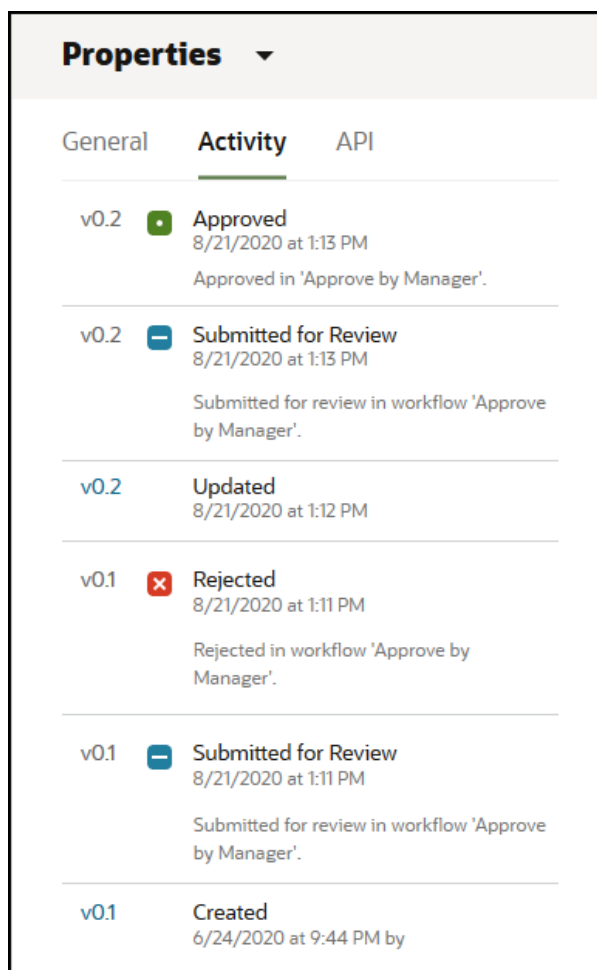 Properties
General Activity API
v0.2 Approved
8/21/2020 at 1:13 PM
Approved in 'Approve by Manager'.
v0.2 Submitted for Review
8/21/2020 at 1:13 PM
Submitted for review in workflow 'Approve
by Manager'.
v0.2 Updated
8/21/2020 at 1:12 PM
v0.1 Rejected
8/21/2020 at 1:11 PM
Rejected in workflow 'Approve by
Manager'.
v0.1 Submitted for Review
8/21/2020 at 1:11 PM
Submitted for review in workflow 'Approve
by Manager'.
v0.1 Created
6/24/2020 at 9:44 PM by